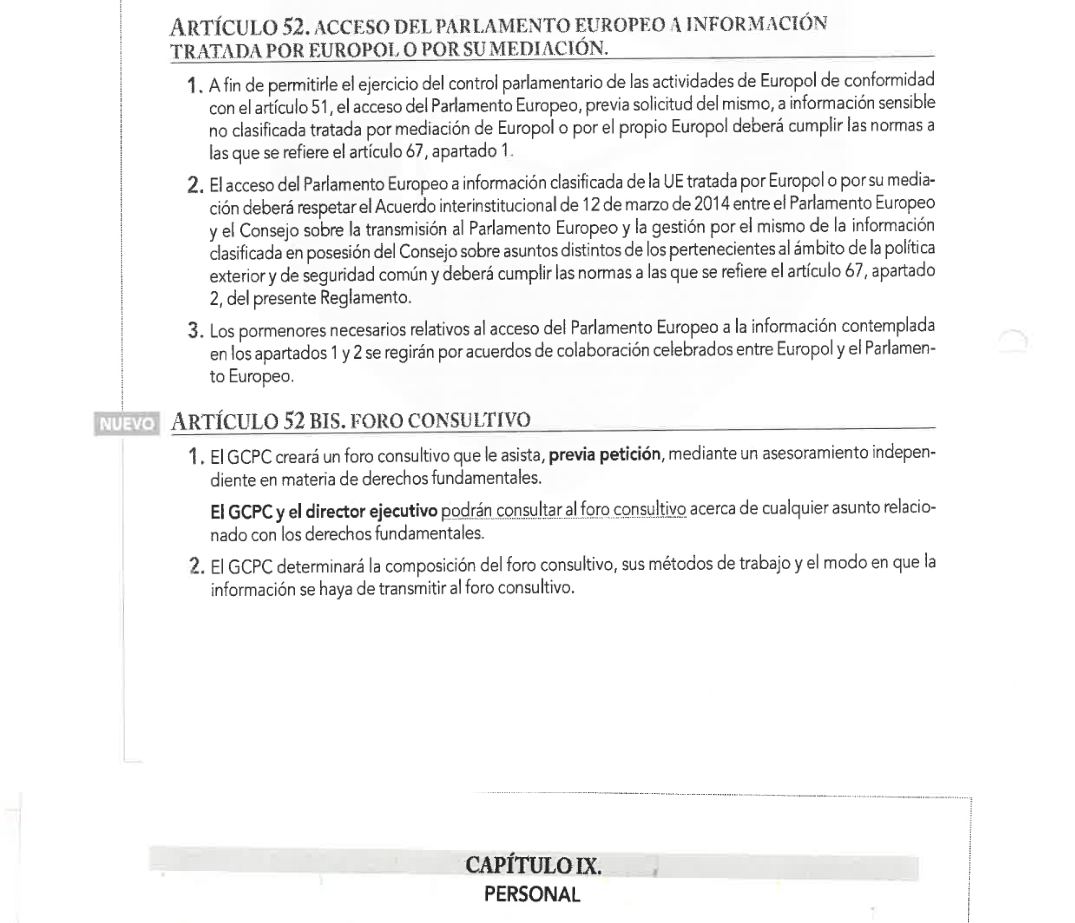 ARTÍCULO 52. ACCESO DEL PARLAMENTO EUROPEO A INFORMACIÓN
TRATADA POR EUROPOL O POR SU MEDIACIÓN.
1. A fin de permitirle el ejercicio del control parlamentario de las actividades de Europol de conformidad
con el artículo 51, el acceso del Parlamento Europeo, previa solicitud del mismo, a información sensible
no clasificada tratada por mediación de Europol o por el propio Europol deberá cumplir las normas a
las que se refiere el artículo 67, apartado 1.
2. El acceso del Parlamento Europeo a información clasificada de la UE tratada por Europol o por su media-
ción deberá respetar el Acuerdo interinstitucional de 12 de marzo de 2014 entre el Parlamento Europeo
y el Consejo sobre la transmisión al Parlamento Europeo y la gestión por el mismo de la información
clasificada en posesión del Consejo sobre asuntos distintos de los pertenecientes al ámbito de la política
exterior y de seguridad común y deberá cumplir las normas a las que se refiere el artículo 67, apartado
2, del presente Reglamento.
3. Los pormenores necesarios relativos al acceso del Parlamento Europeo a la información contemplada
en los apartados 1 y 2 se regirán por acuerdos de colaboración celebrados entre Europol y el Parlamen-
to Europeo.
NUEVO ARTÍCULO 52 BIS. FORO CONSULTIVO
1. El GCPC creará un foro consultivo que le asista, previa petición, mediante un asesoramiento indepen-
diente en materia de derechos fundamentales.
El GCPC y el director ejecutivo podrán consultar al foro consultivo acerca de cualquier asunto relacio-
nado con los derechos fundamentales.
2. El GCPC determinará la composición del foro consultivo, sus métodos de trabajo y el modo en que la
información se haya de transmitir al foro consultivo.
CAPÍTULO IX.
PERSONAL